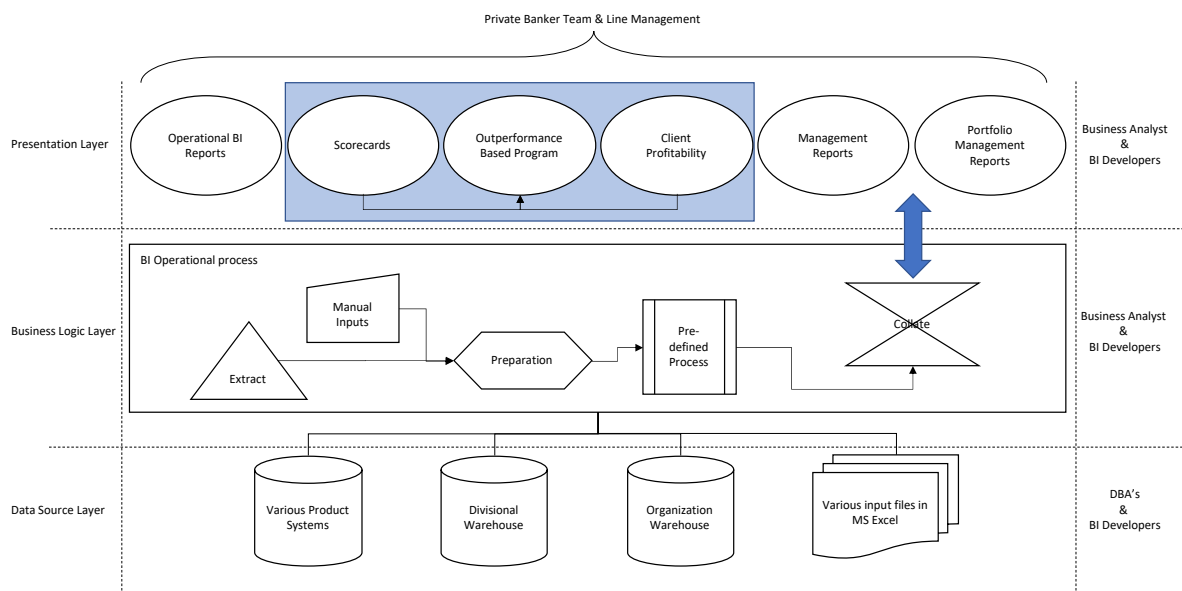 Private Banker Team & Line Management
Presentation Layer
Operational BI
Reports
Scorecards
Outperformance
Based Program
Client
Profitability
Management
Reports
Portfolio
Management
Reports
Business Analyst
&
BI Developers
BI Operational process
Business Logic Layer
Manual
Inputs
Extract
Preparation
Pre-
defined
Process
Collate
Business Analyst
&
BI Developers
Data Source Layer
Various Product
Systems
Divisional
Warehouse
Organization
Warehouse
Various input files in
MS Excel
DBA's
&
BI Developers